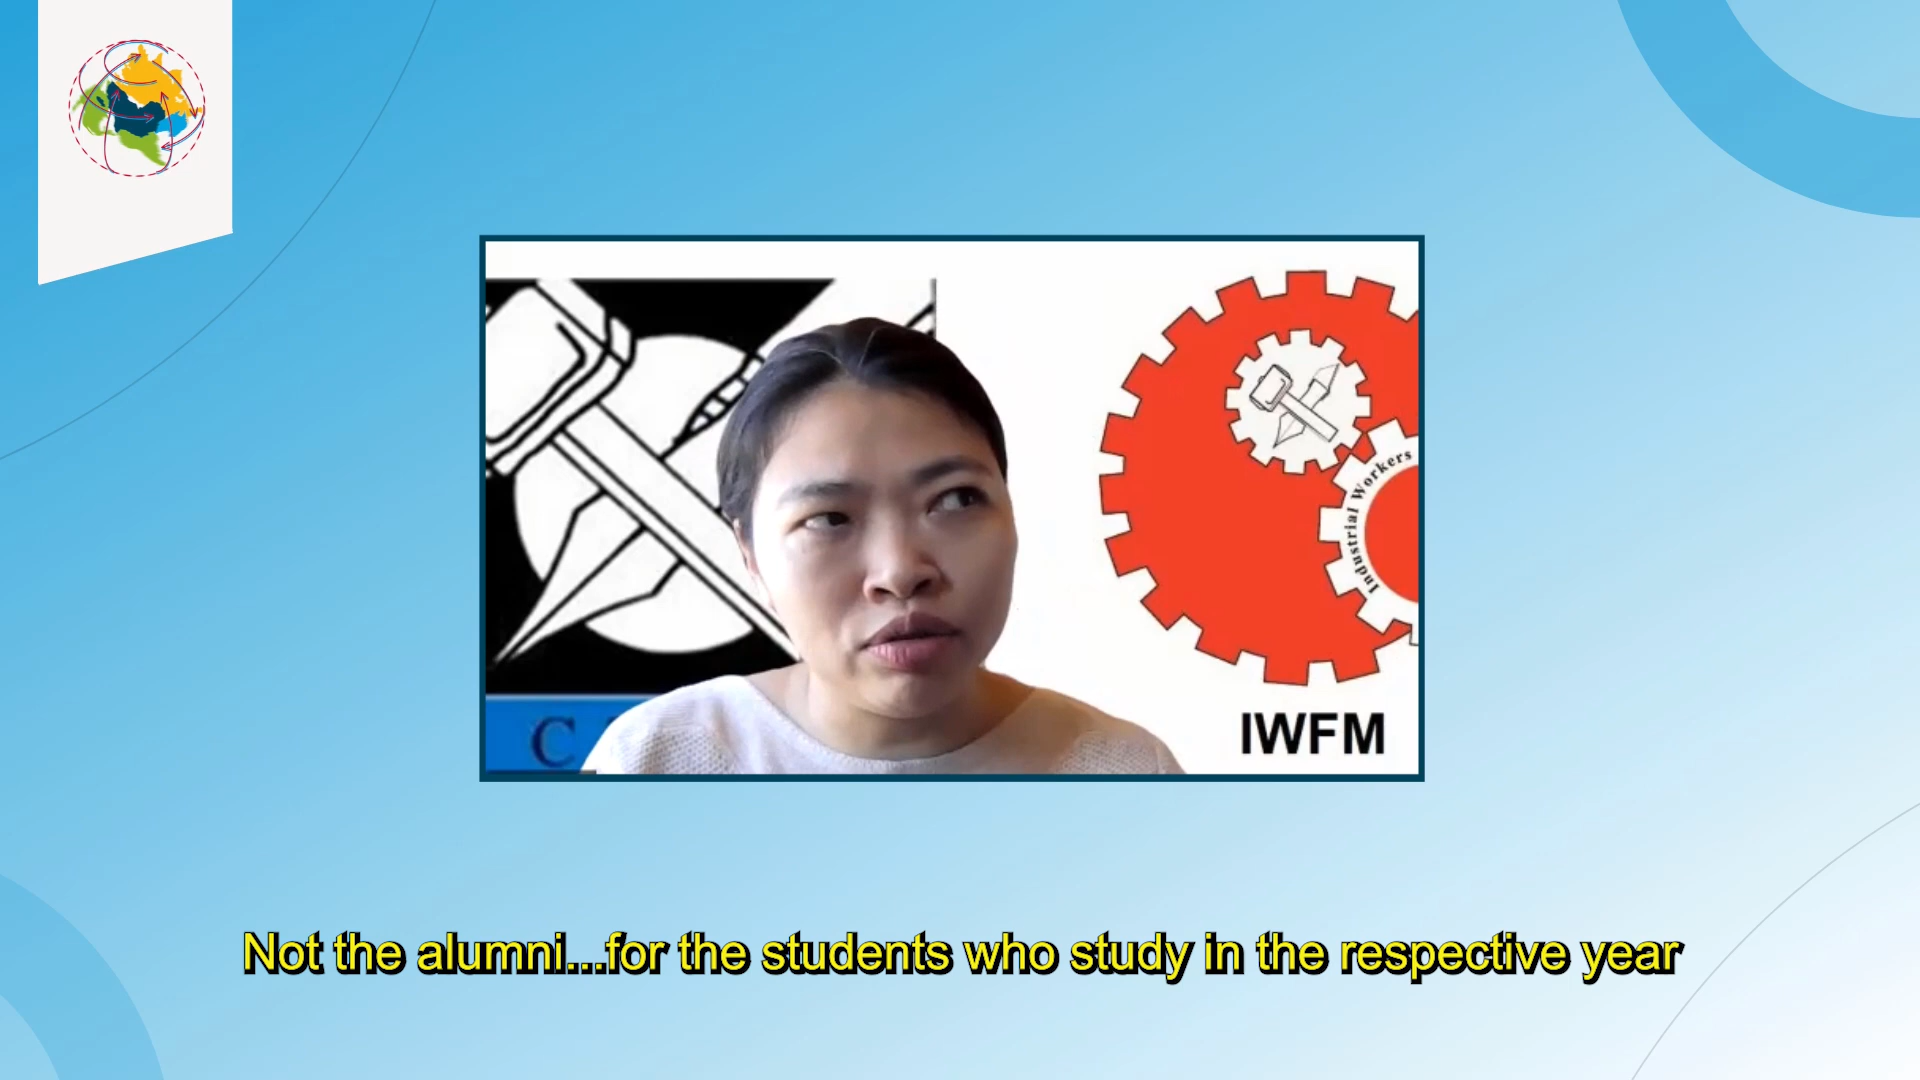 Industrial Workers
IWFM
C
Not the alumni...for the students who study in the respective year